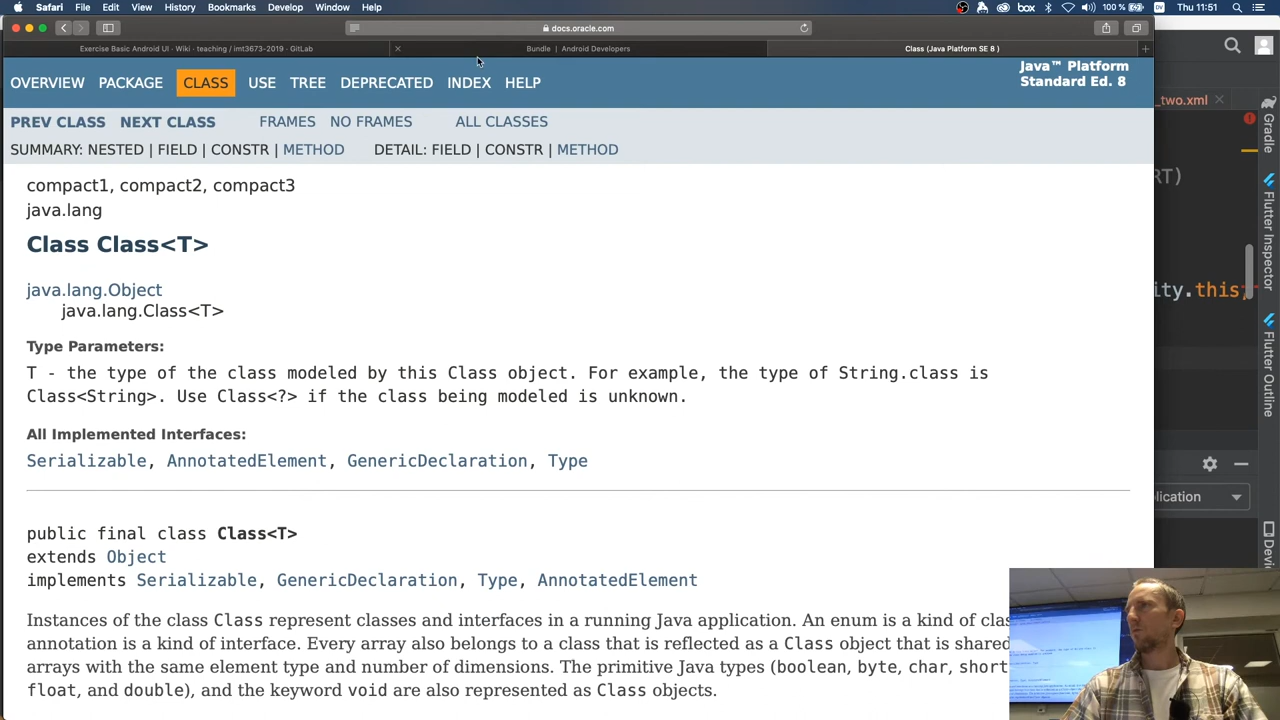 Safari File Edit View History Bookmarks Develop Window Help
100 % Thu 11:51
docs.oracle.com
Exercise Basic Android UI · Wiki · teaching / imt3673-2019 · GitLab
Bundle | Android Developers
Class (Java Platform SE 8 )
OVERVIEW PACKAGE CLASS USE TREE DEPRECATED INDEX HELP
Java™ Platform
Standard Ed. 8
PREV CLASS NEXT CLASS FRAMES NO FRAMES ALL CLASSES
SUMMARY: NESTED | FIELD | CONSTR | METHOD DETAIL: FIELD | CONSTR | METHOD
compact1, compact2, compact3
java.lang
Class Class<T>
java.lang.Object
java.lang.Class<T>
Type Parameters:
T - the type of the class modeled by this Class object. For example, the type of String.class is
Class<String>. Use Class<?> if the class being modeled is unknown.
All Implemented Interfaces:
Serializable, AnnotatedElement, GenericDeclaration, Type
public final class Class<T>
extends Object
implements Serializable, GenericDeclaration, Type, AnnotatedElement
Instances of the class Class represent classes and interfaces in a running Java application. An enum is a kind of clas
annotation is a kind of interface. Every array also belongs to a class that is reflected as a Class object that is shared
arrays with the same element type and number of dimensions. The primitive Java types (boolean, byte, char, short
float, and double), and the keyword void are also represented as Class objects.
_two.xml
RT)
ity.this,
lication
Gradle
Flutter Inspector
Flutter Outline
Devi